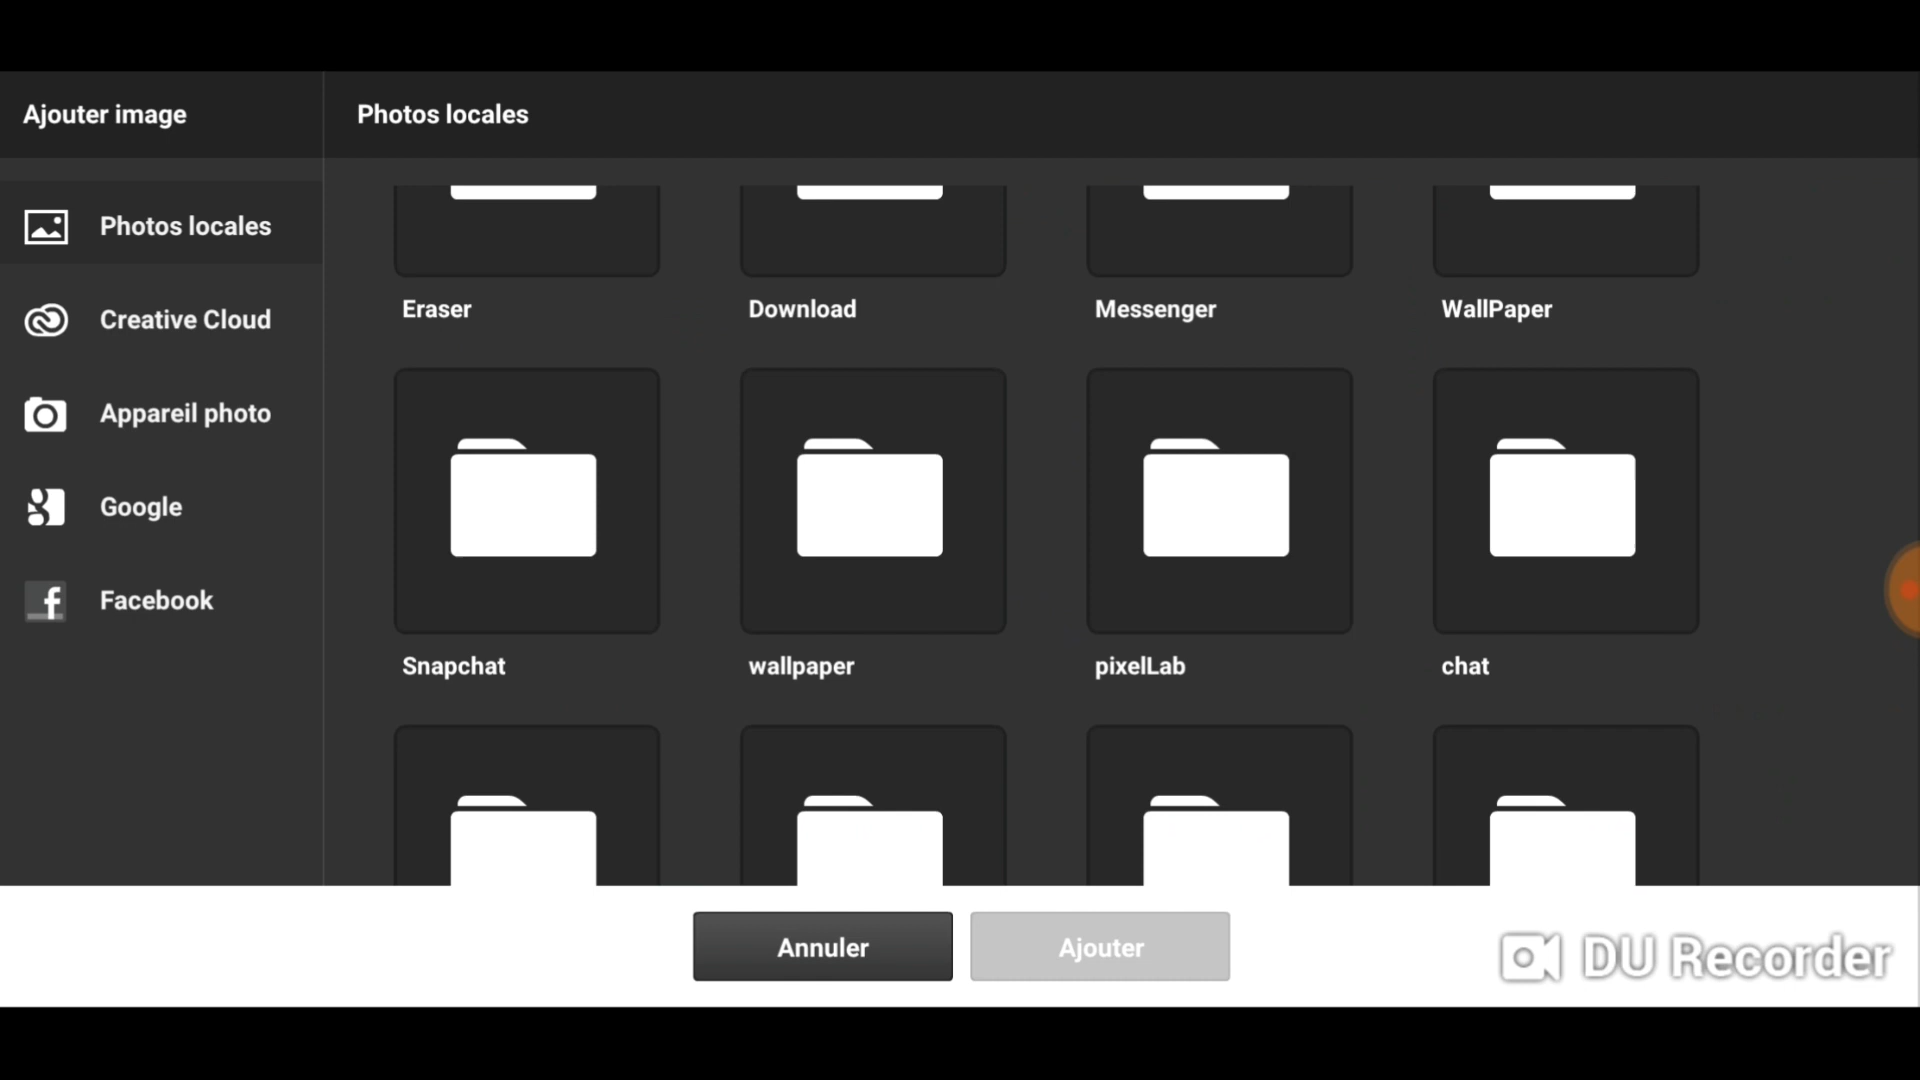 Ajouter image
Photos locales
Photos locales
Creative Cloud
Appareil photo
Google
Facebook
Eraser
Download
Messenger
WallPaper
Snapchat
wallpaper
pixelLab
chat
Annuler
Ajouter
DU Recorder